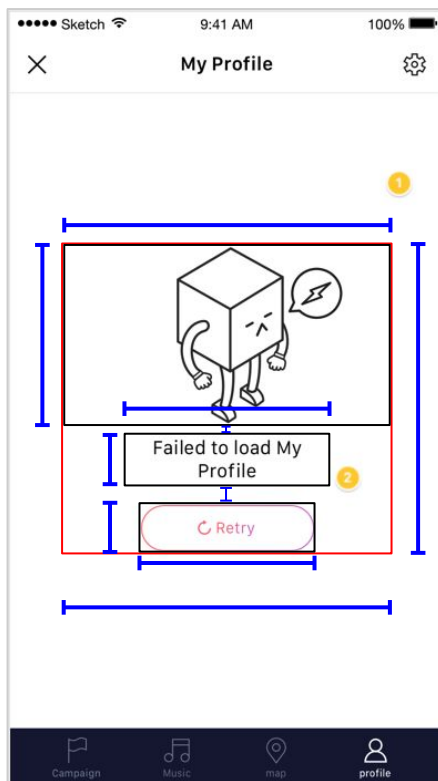 ●●●●● Sketch 9:41 AM 100%
My Profile
1
Failed to load My
Profile
2
Retry
Campaign Music map profile